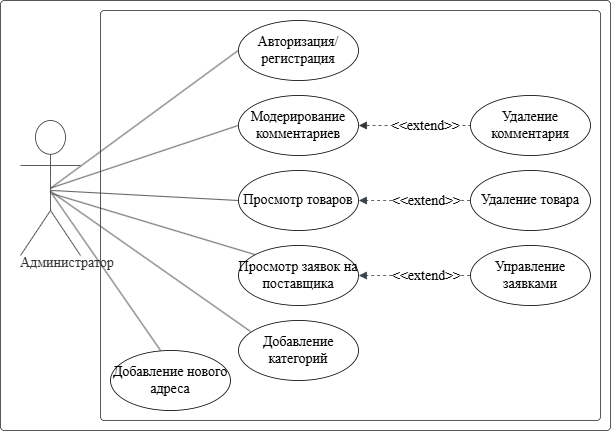 Авторизация/
регистрация
Модерирование
комментариев
<<extend>>
Удаление
комментария
Просмотр товаров
<<extend>>
Удаление товара
Администратор
Просмотр заявок на
поставщика
<<extend>>
Управление
заявками
Добавление
категорий
Добавление нового
адреса